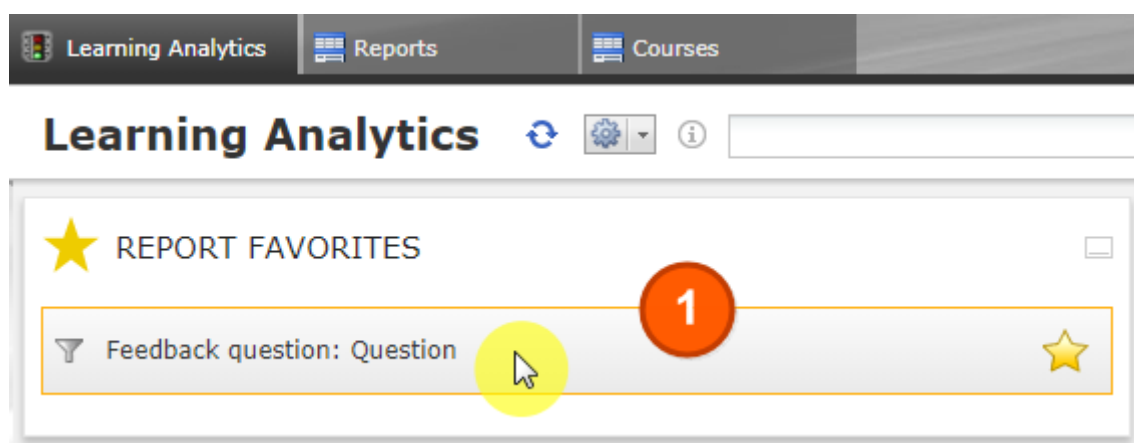 Learning Analytics Reports Courses
Learning Analytics
REPORT FAVORITES
1
Feedback question: Question